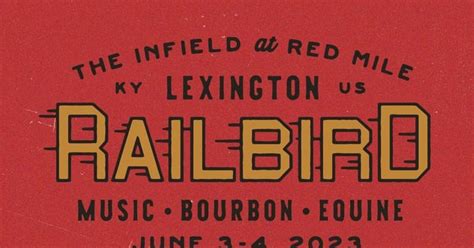 THE INFIELD at RED MILE
KY LEXINGTON US
RAILBIRD
MUSIC • BOURBON • EQUINE
JUNE 3-4, 2023